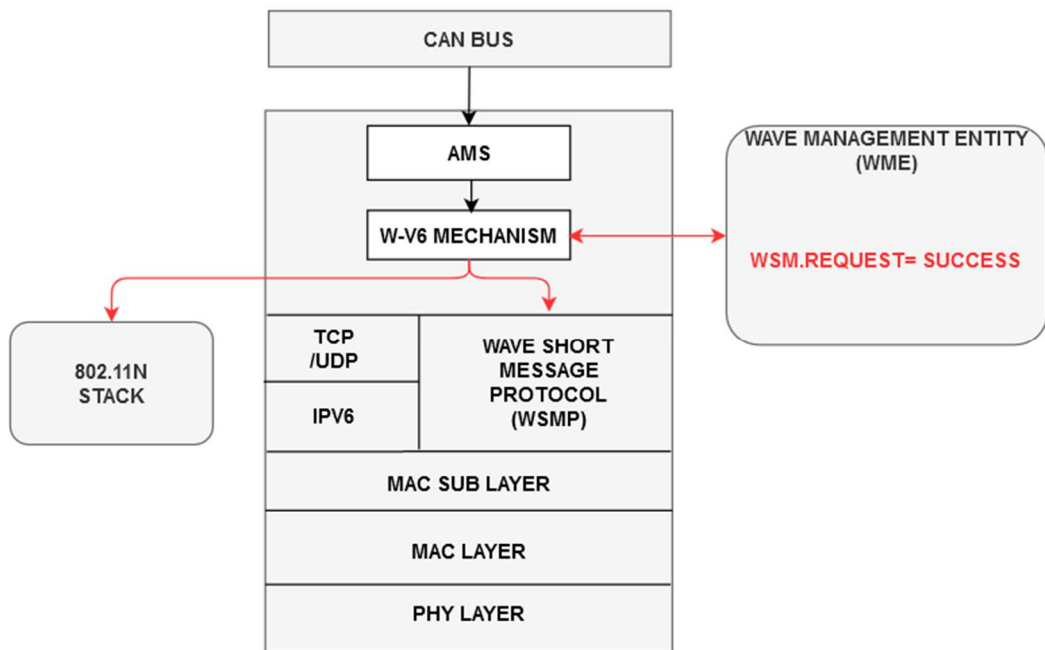 CAN BUS
AMS
W-V6 MECHANISM
WAVE MANAGEMENT ENTITY
(WME)
WSM.REQUEST= SUCCESS
802.11N
STACK
TCP
/UDP
IPV6
WAVE SHORT
MESSAGE
PROTOCOL
(WSMP)
MAC SUB LAYER
MAC LAYER
PHY LAYER